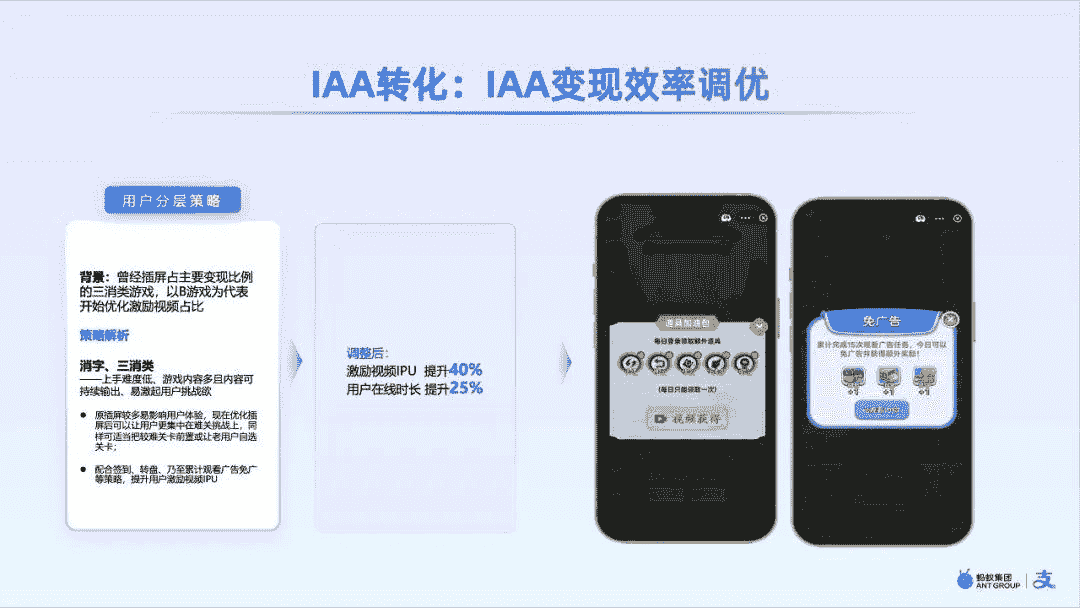 IAA转化：IAA变现效率调优
用户分层策略
背景：曾经插屏占主要变现比例
的三消类游戏，以B游戏为代表
开始优化激励视频占比
策略解析
消字、三消类
——上手难度低、游戏内容多且内容可
持续输出、易激起用户挑战欲
● 原插屏较多易影响用户体验，现在优化插
屏后可以让用户更集中在难关挑战上，同
样可适当把较难关卡前置或让老用户自选
关卡；
● 配合签到、转盘、乃至累计观看广告免广
等策略，提升用户激励视频IPU
调整后：
激励视频IPU 提升40%
用户在线时长 提升25%
道具加油包
每日登录领取额外道具
(每日只能领取一次)
视频获得
免广告
累计完成15次观看广告任务，今日可以
免广告并获得额外奖励！
+1 +1 +1
蚂蚁集团
ANT GROUP
支